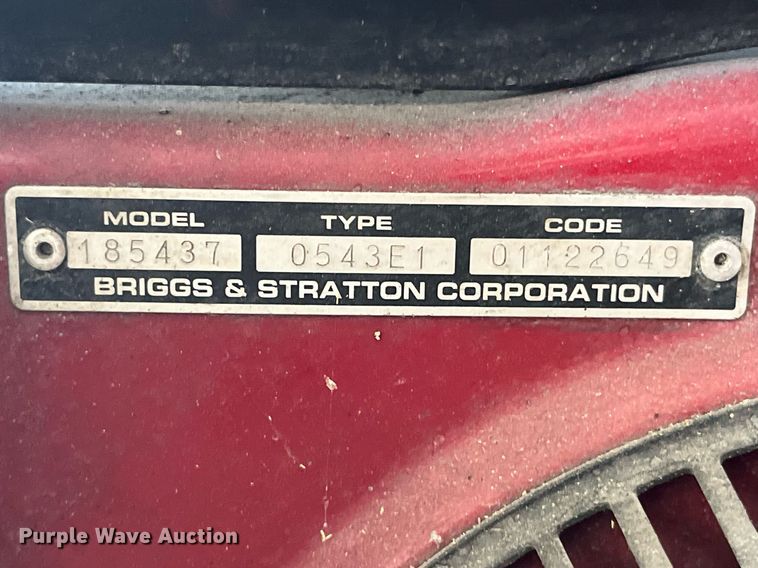 MODEL TYPE CODE
185437 0543E1 01122649
BRIGGS & STRATTON CORPORATION
Purple Wave Auction